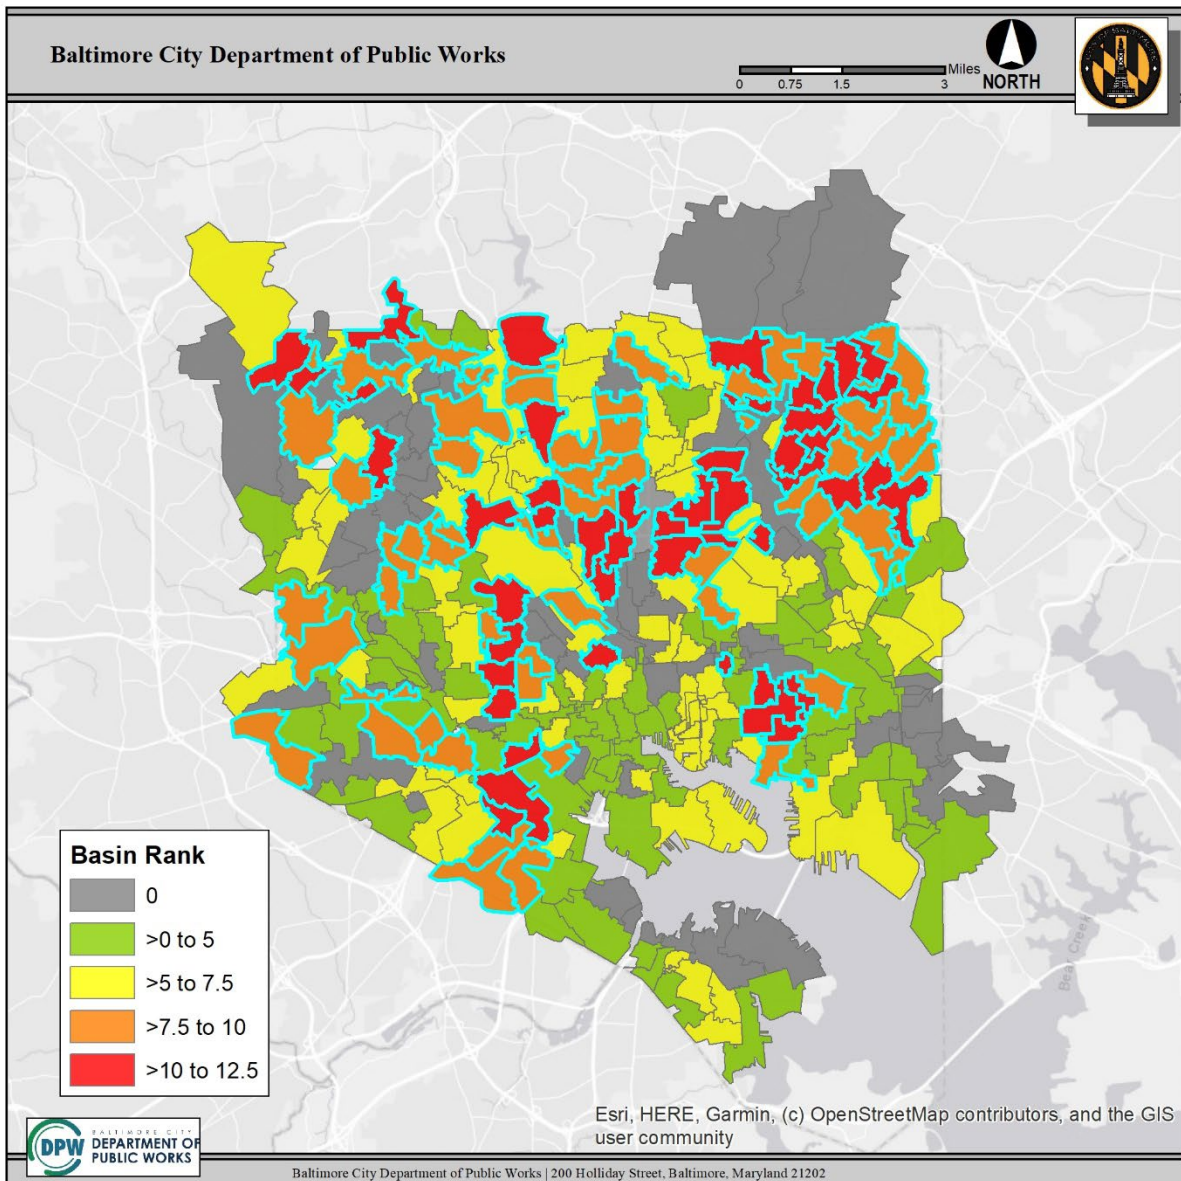 Baltimore City Department of Public Works
Miles
0 0.75 1.5 3
NORTH
CITY OF BALTIMORE
Basin Rank
0
>0 to 5
>5 to 7.5
>7.5 to 10
>10 to 12.5
Bear Creek
Esri, HERE, Garmin, (c) OpenStreetMap contributors, and the GIS
user community
DPW
BALTIMORE CITY
DEPARTMENT OF
PUBLIC WORKS
Baltimore City Department of Public Works | 200 Holliday Street, Baltimore, Maryland 21202